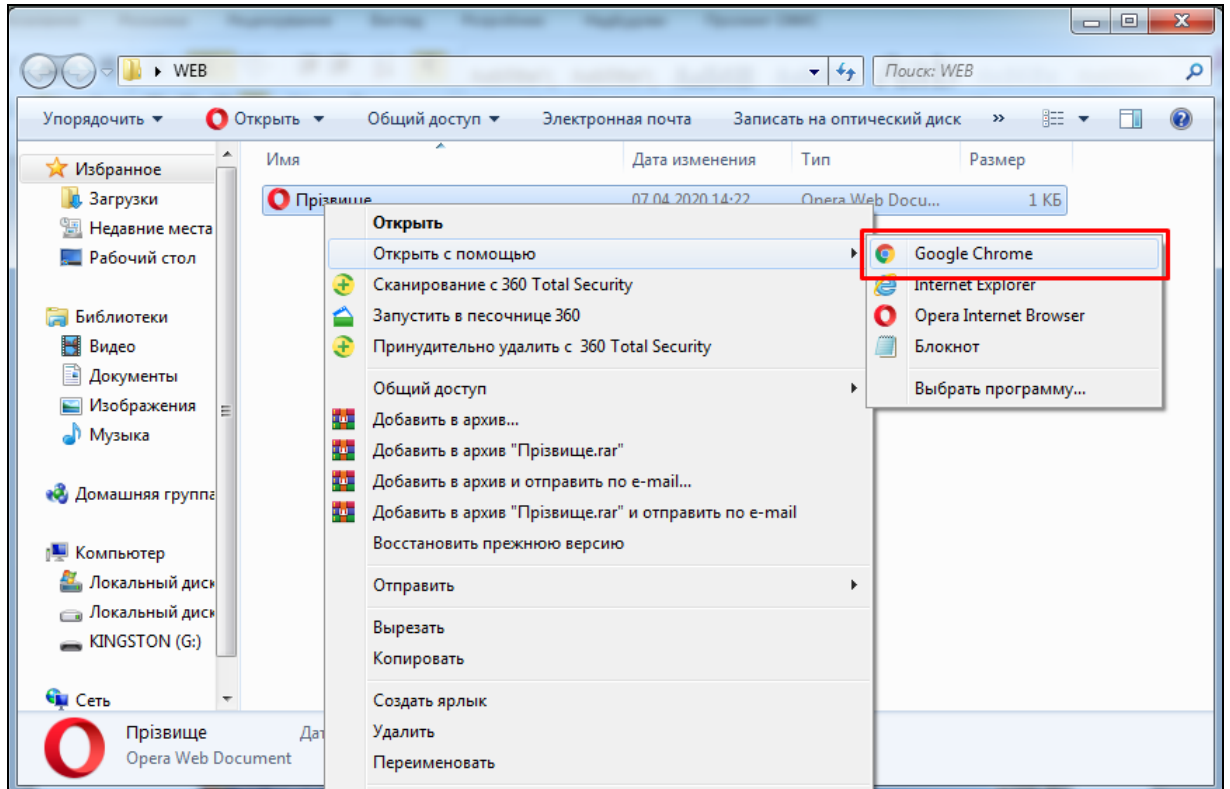 WEB
Поиск: WEB
Упорядочить
Открыть
Общий доступ
Электронная почта
Записать на оптический диск
»
Имя
Дата изменения
Тип
Размер
Избранное
Загрузки
Недавние места
Рабочий стол
Библиотеки
Видео
Документы
Изображения
Музыка
Домашняя группа
Компьютер
Локальный диск
Локальный диск
KINGSTON (G:)
Сеть
Прізвище
07.04.2020 14:22
Opera Web Docu...
1 КБ
Открыть
Открыть с помощью
Сканирование с 360 Total Security
Запустить в песочнице 360
Принудительно удалить с 360 Total Security
Общий доступ
Добавить в архив...
Добавить в архив "Прізвище.rar"
Добавить в архив и отправить по e-mail...
Добавить в архив "Прізвище.rar" и отправить по e-mail
Восстановить прежнюю версию
Отправить
Вырезать
Копировать
Создать ярлык
Удалить
Переименовать
Google Chrome
Internet Explorer
Opera Internet Browser
Блокнот
Выбрать программу...
Прізвище
Дат
Opera Web Document